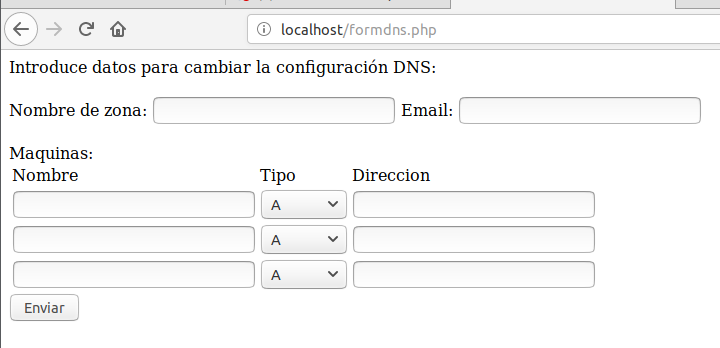 localhost/formdns.php
Introduce datos para cambiar la configuración DNS:
Nombre de zona: Email:
Maquinas:
Nombre Tipo Direccion
A
A
A
Enviar